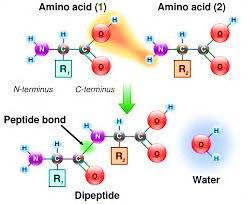 Amino acid (1) Amino acid (2)
H
O H
H H H
N C C O
H N C C O
H H O
R1 R2
N-terminus C-terminus
H
Peptide bond
H H O
N C C
H H O
H N C C O
H R1 R2 H O H
Dipeptide Water